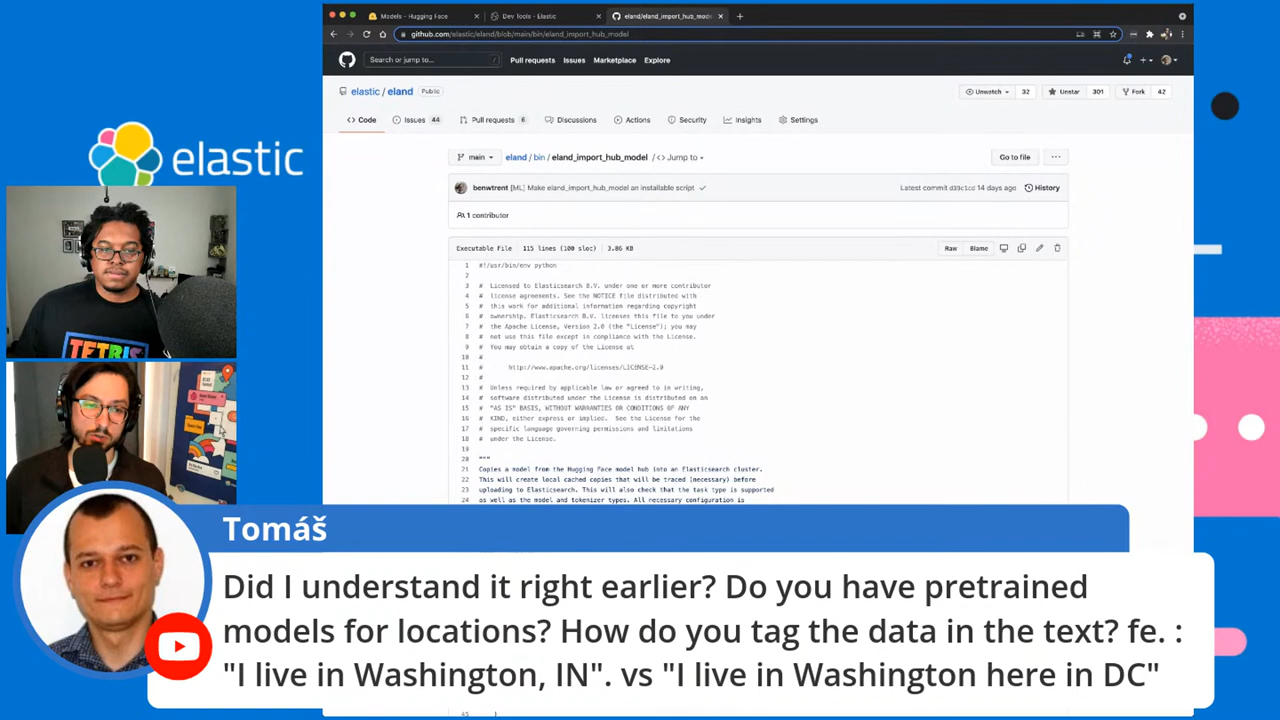 Models - Hugging Face
Dev Tools - Elastic
eland/eland_import_hub_mode
github.com/elastic/eland/blob/main/bin/eland_import_hub_model
Search or jump to...
/
Pull requests
Issues
Marketplace
Explore
elastic / eland
Public
Unwatch
32
Unstar
301
Fork
42
Code
Issues
44
Pull requests
6
Discussions
Actions
Security
Insights
Settings
main
eland / bin / eland_import_hub_model / <> Jump to
Go to file
...
benwtrent [ML] Make eland_import_hub_model an installable script
Latest commit
14 days ago
History
1 contributor
Executable File
115 lines (100 sloc)
3.86 KB
Raw
Blame
1 #!/usr/bin/env python
2
3 # Licensed to Elasticsearch B.V. under one or more contributor
4 # license agreements. See the NOTICE file distributed with
5 # this work for additional information regarding copyright
6 # ownership. Elasticsearch B.V. licenses this file to you under
7 # the Apache License, Version 2.0 (the "License"); you may
8 # not use this file except in compliance with the License.
9 # You may obtain a copy of the License at
10 #
11 # http://www.apache.org/licenses/LICENSE-2.0
12 #
13 # Unless required by applicable law or agreed to in writing,
14 # software distributed under the License is distributed on an
15 # "AS IS" BASIS, WITHOUT WARRANTIES OR CONDITIONS OF ANY
16 # KIND, either express or implied. See the License for the
17 # specific language governing permissions and limitations
18 # under the License.
19
20 """
21 Copies a model from the Hugging Face model hub into an Elasticsearch cluster.
22 This will create local cached copies that will be traced (necessary) before
23 uploading to Elasticsearch. This will also check that the task type is supported
24 as well as the model and tokenizer types. All necessary configuration is
45 )
elastic
TETRIS
Tomáš
Did I understand it right earlier? Do you have pretrained
models for locations? How do you tag the data in the text? fe. :
"I live in Washington, IN". vs "I live in Washington here in DC"